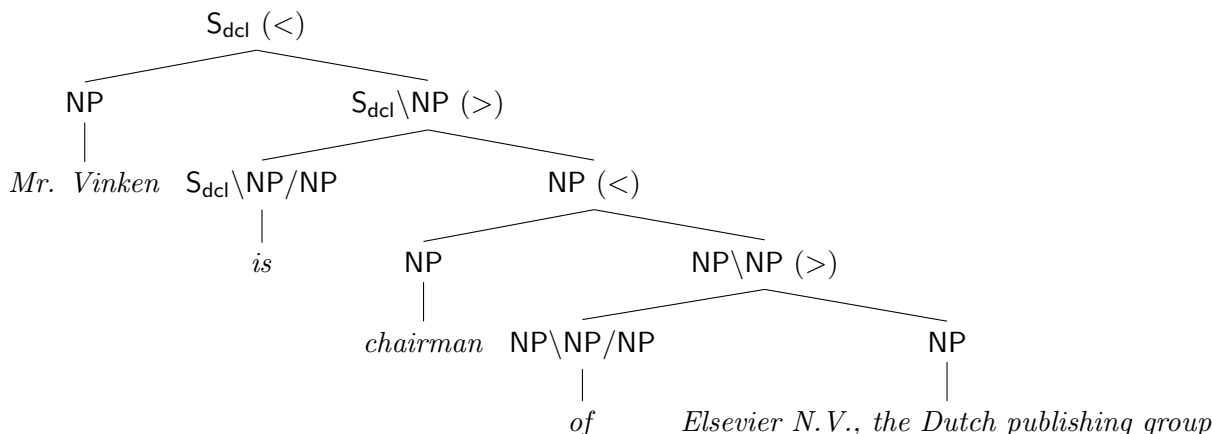 S_dcl (<)
NP S_dcl\NP (>)
Mr. Vinken S_dcl\NP/NP NP (<)
is NP NP\NP (>)
chairman NP\NP/NP NP
of Elsevier N.V., the Dutch publishing group